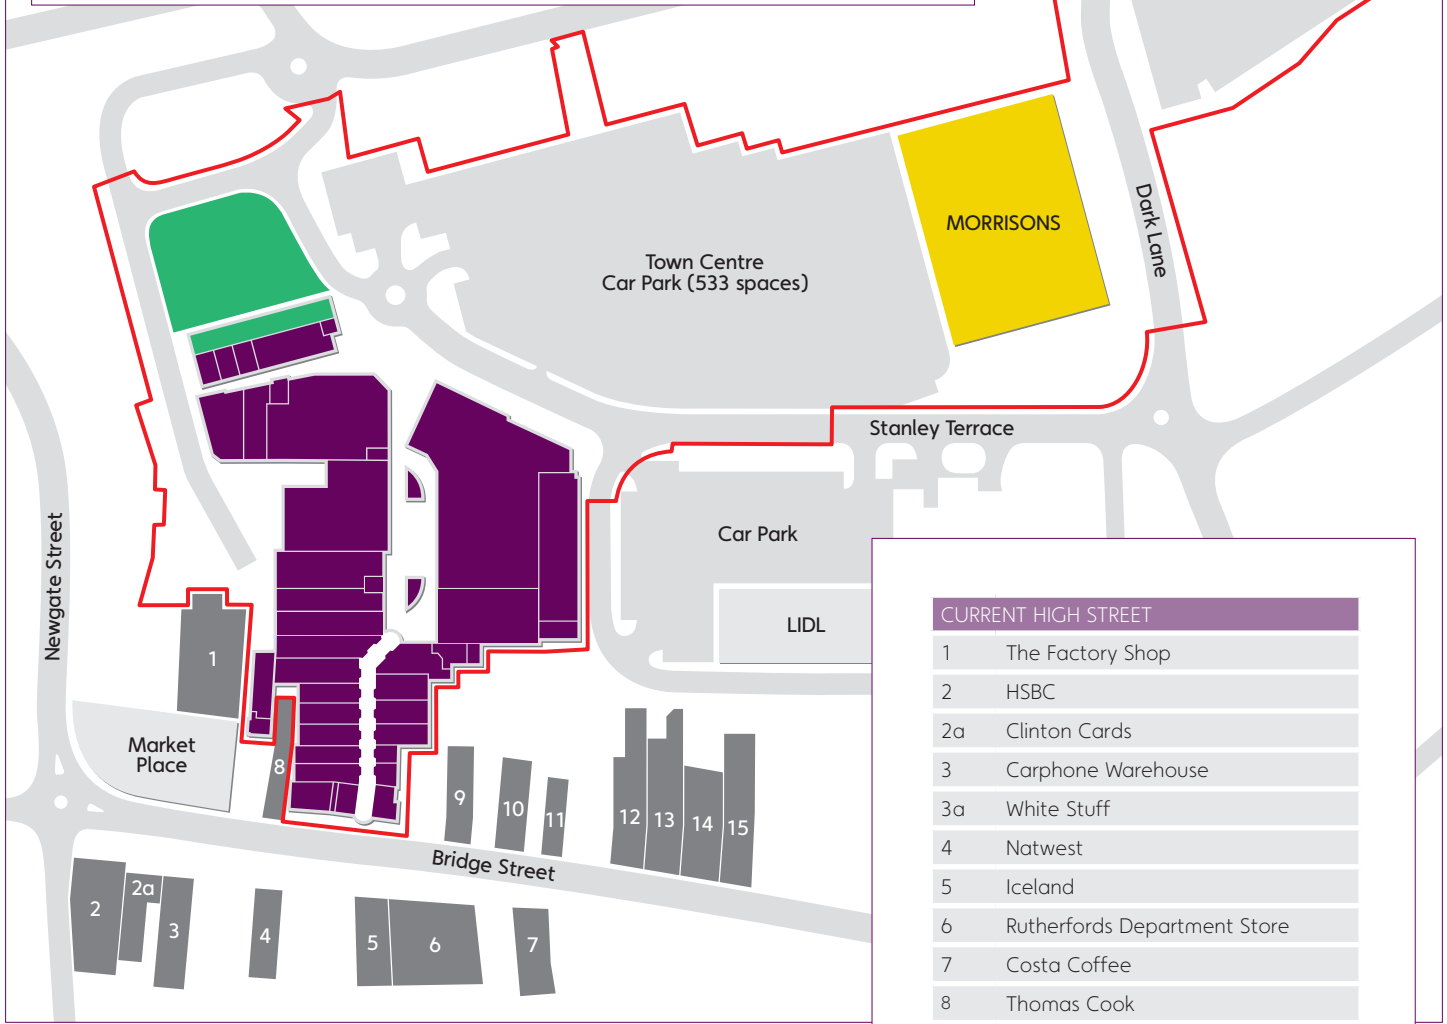 MORRISONS
Dark Lane
Town Centre
Car Park (533 spaces)
Stanley Terrace
Car Park
LIDL
Newgate Street
1
Market
Place
8
9
10
11
12
13
14
15
Bridge Street
2
2a
3
4
5
6
7
CURRENT HIGH STREET
1 The Factory Shop
2 HSBC
2a Clinton Cards
3 Carphone Warehouse
3a White Stuff
4 Natwest
5 Iceland
6 Rutherfords Department Store
7 Costa Coffee
8 Thomas Cook